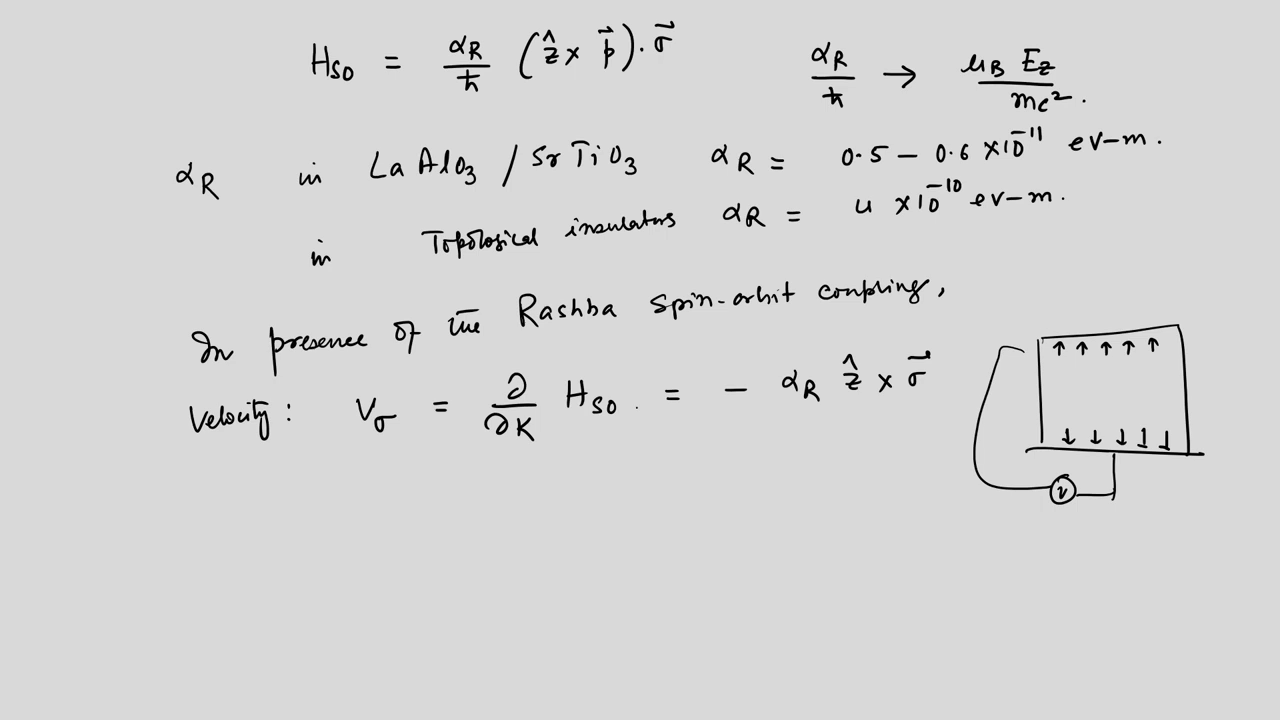 H_SO = α_R/ħ (ẑ × p⃗)·σ⃗     α_R/ħ → μ_B E_z / mc².
α_R in LaAlO₃ / SrTiO₃ α_R = 0.5 – 0.6 × 10⁻¹¹ eV-m.
in Topological insulators α_R = 4 × 10⁻¹⁰ eV-m.
In presence of the Rashba spin-orbit coupling,
Velocity: V_σ = ∂/∂K H_SO. = – α_R ẑ × σ⃗
↑ ↑ ↑ ↑ ↑
↓ ↓ ↓ ↓ ↓
V